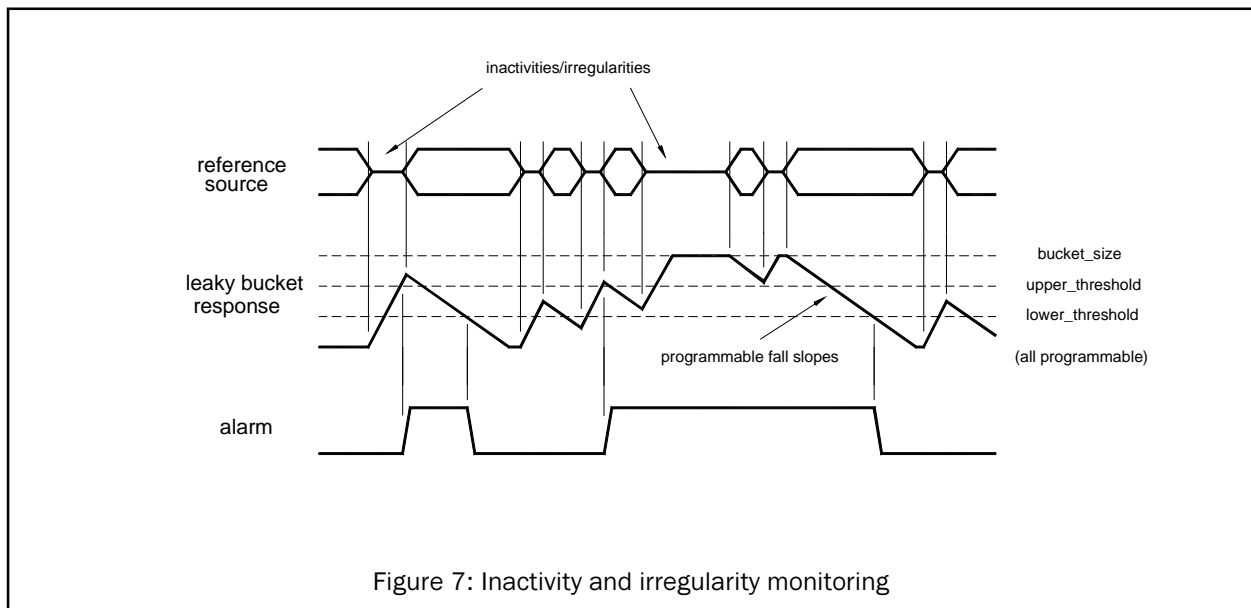 inactivities/irregularities
reference
source
bucket_size
leaky bucket
response
upper_threshold
lower_threshold
programmable fall slopes
(all programmable)
alarm
Figure 7: Inactivity and irregularity monitoring